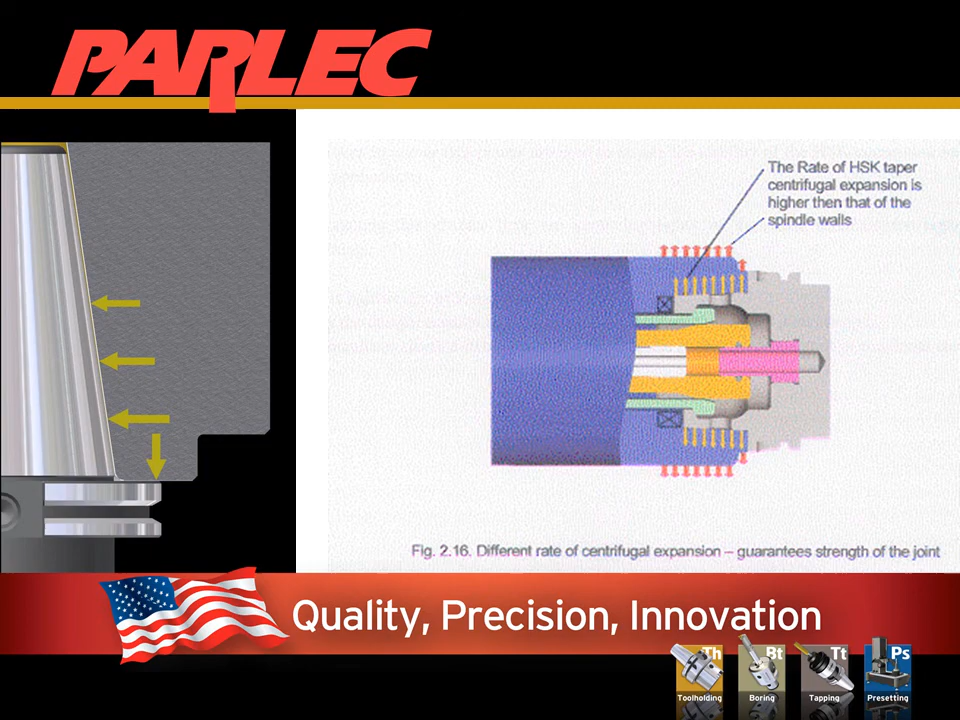 PARLEC
The Rate of HSK taper
centrifugal expansion is
higher then that of the
spindle walls
Fig. 2.16. Different rate of centrifugal expansion – guarantees strength of the joint
Quality, Precision, Innovation
Th
Bt
Tt
Ps
Toolholding
Boring
Tapping
Presetting